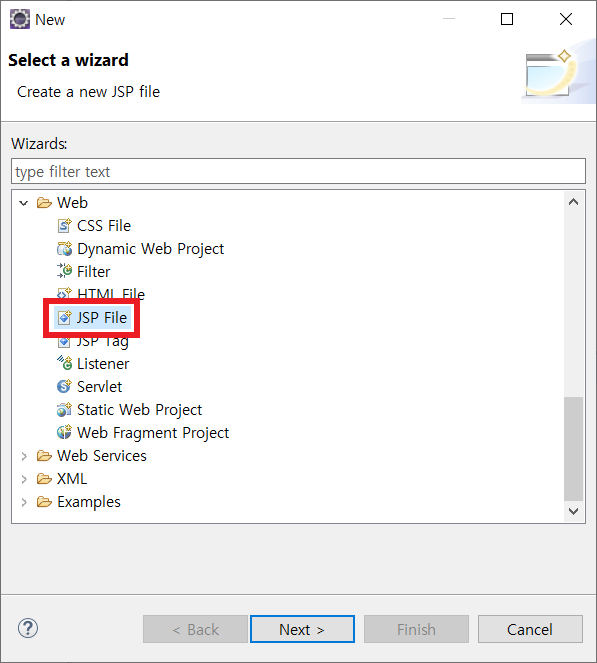 New
Select a wizard
Create a new JSP file
Wizards:
type filter text
Web
CSS File
Dynamic Web Project
Filter
HTML File
JSP File
JSP Tag
Listener
Servlet
Static Web Project
Web Fragment Project
Web Services
XML
Examples
< Back Next > Finish Cancel